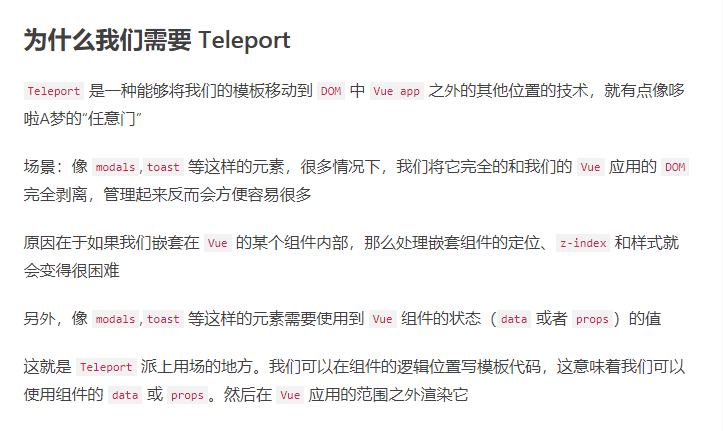 为什么我们需要 Teleport
Teleport 是一种能够将我们的模板移动到 DOM 中 Vue app 之外的其他位置的技术，就有点像哆
啦A梦的“任意门”
场景：像 modals,toast 等这样的元素，很多情况下，我们将它完全的和我们的 Vue 应用的 DOM
完全剥离，管理起来反而会方便容易很多
原因在于如果我们嵌套在 Vue 的某个组件内部，那么处理嵌套组件的定位、z-index 和样式就
会变得很困难
另外，像 modals,toast 等这样的元素需要使用到 Vue 组件的状态（data 或者 props）的值
这就是 Teleport 派上用场的地方。我们可以在组件的逻辑位置写模板代码，这意味着我们可以
使用组件的 data 或 props。然后在 Vue 应用的范围之外渲染它